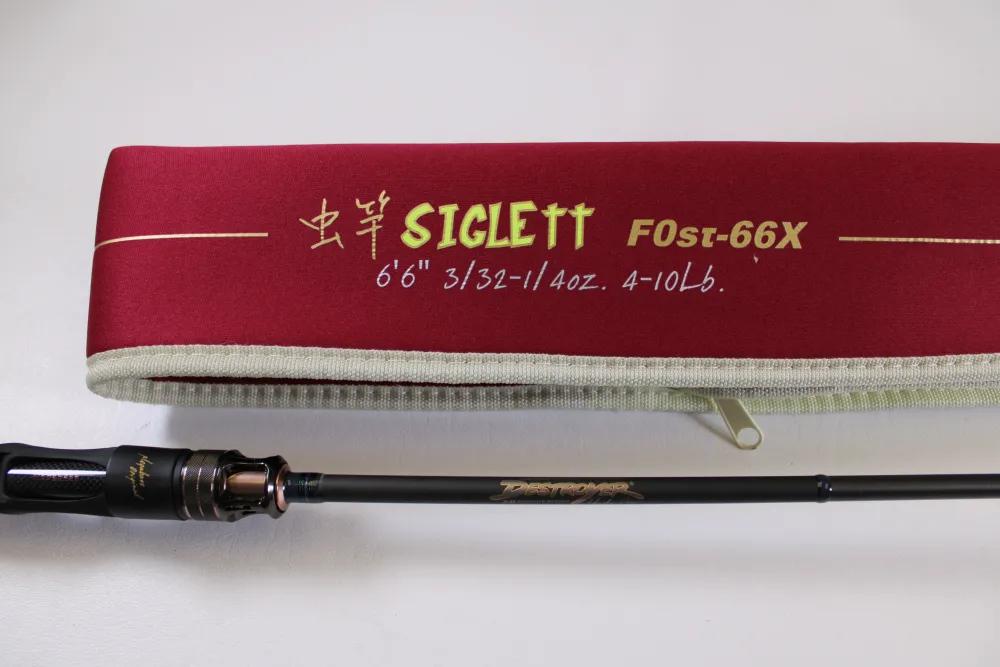 虫竿 SIGLEtt F0st-66X
6'6" 3/32-1/4oz. 4-10Lb.
DESTROYER